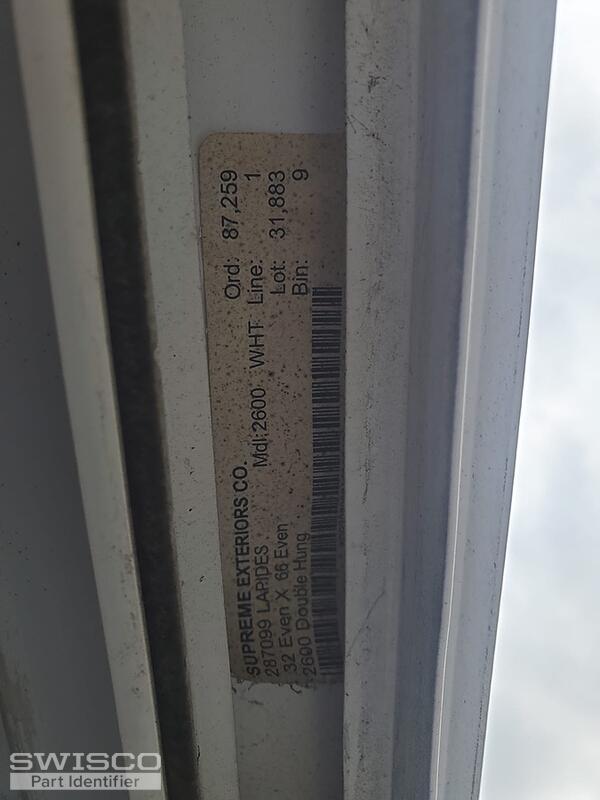 SUPREME EXTERIORS CO.
287099 LAPIDES
32 Even X 66 Even
2600 Double Hung
Mdl:2600 WHT
Ord: 87,259
Line: 1
Lot: 31,883
Bin: 9
SWISCO
Part Identifier